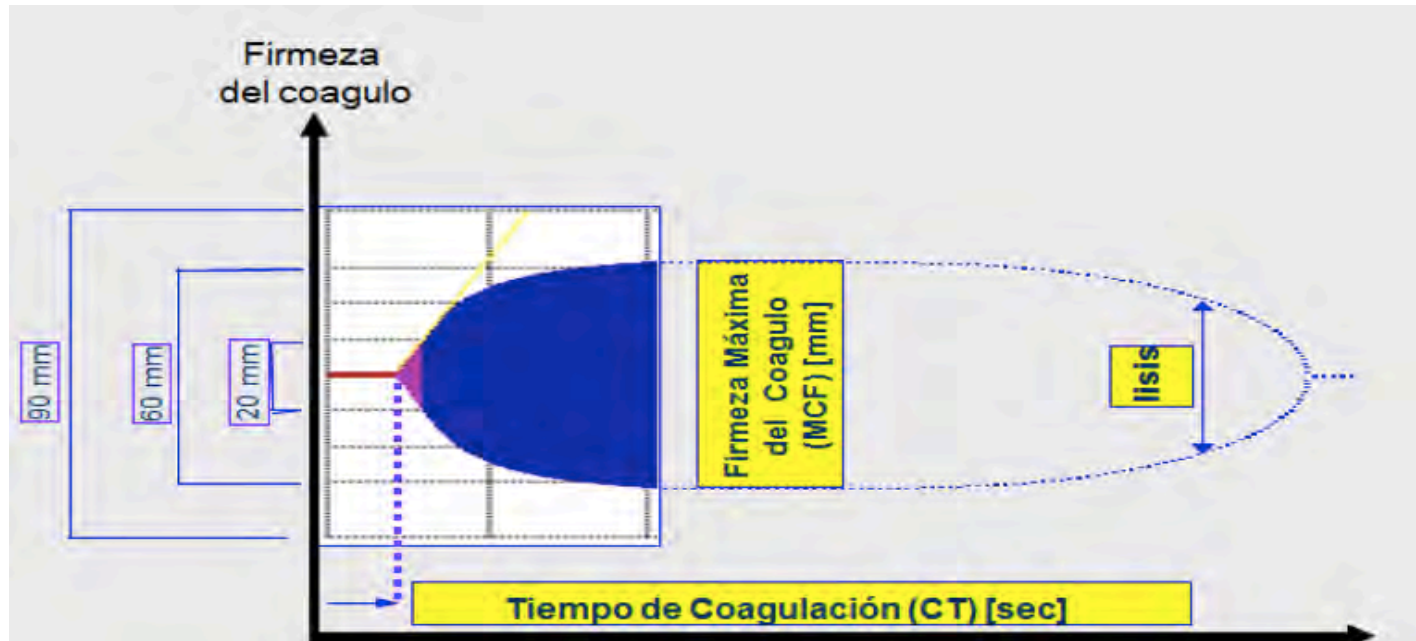 Firmeza
del coagulo
90 mm
60 mm
20 mm
Firmeza Máxima
del Coagulo
(MCF) [mm]
lisis
Tiempo de Coagulación (CT) [sec]